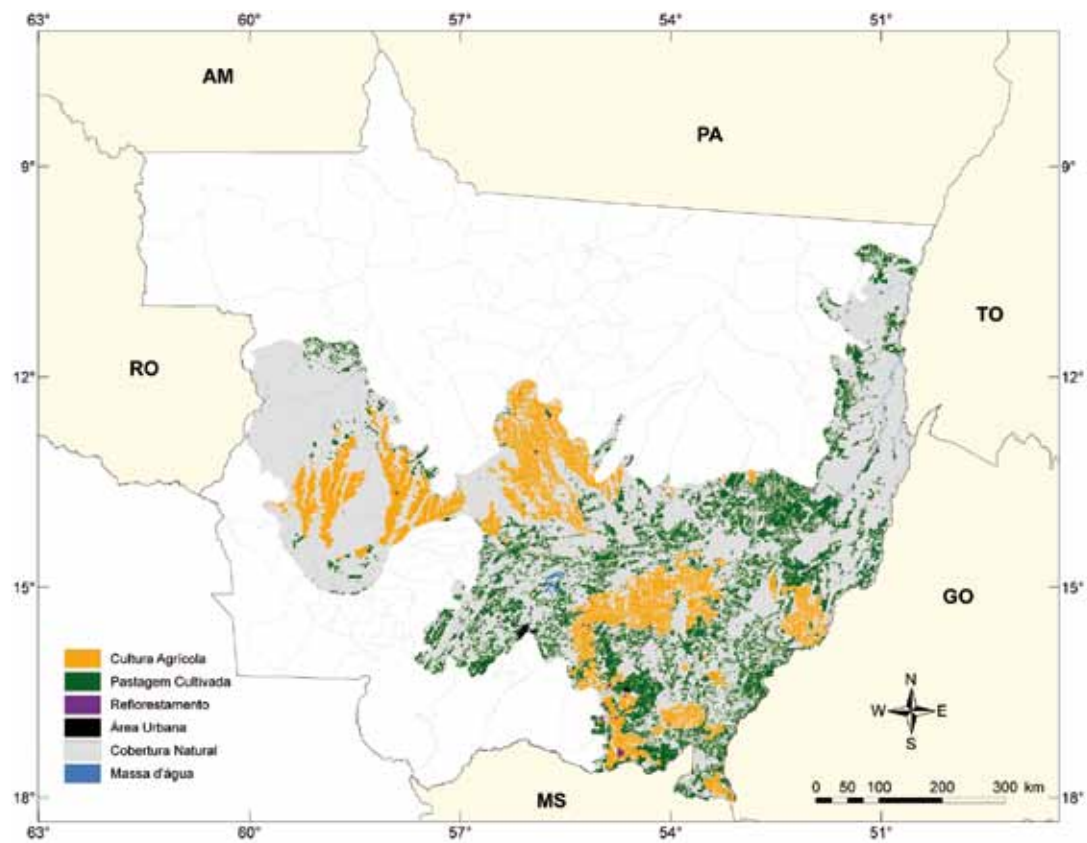 63° 60° 57° 54° 51°
AM
PA
9° 9°
TO
RO
12° 12°
15° 15°
GO
Cultura Agrícola
Pastagem Cultivada
Reflorestamento
Área Urbana
Cobertura Natural
Massa d'água
N
W E
S
0 50 100 200 300 km
MS
18° 18°
63° 60° 57° 54° 51°